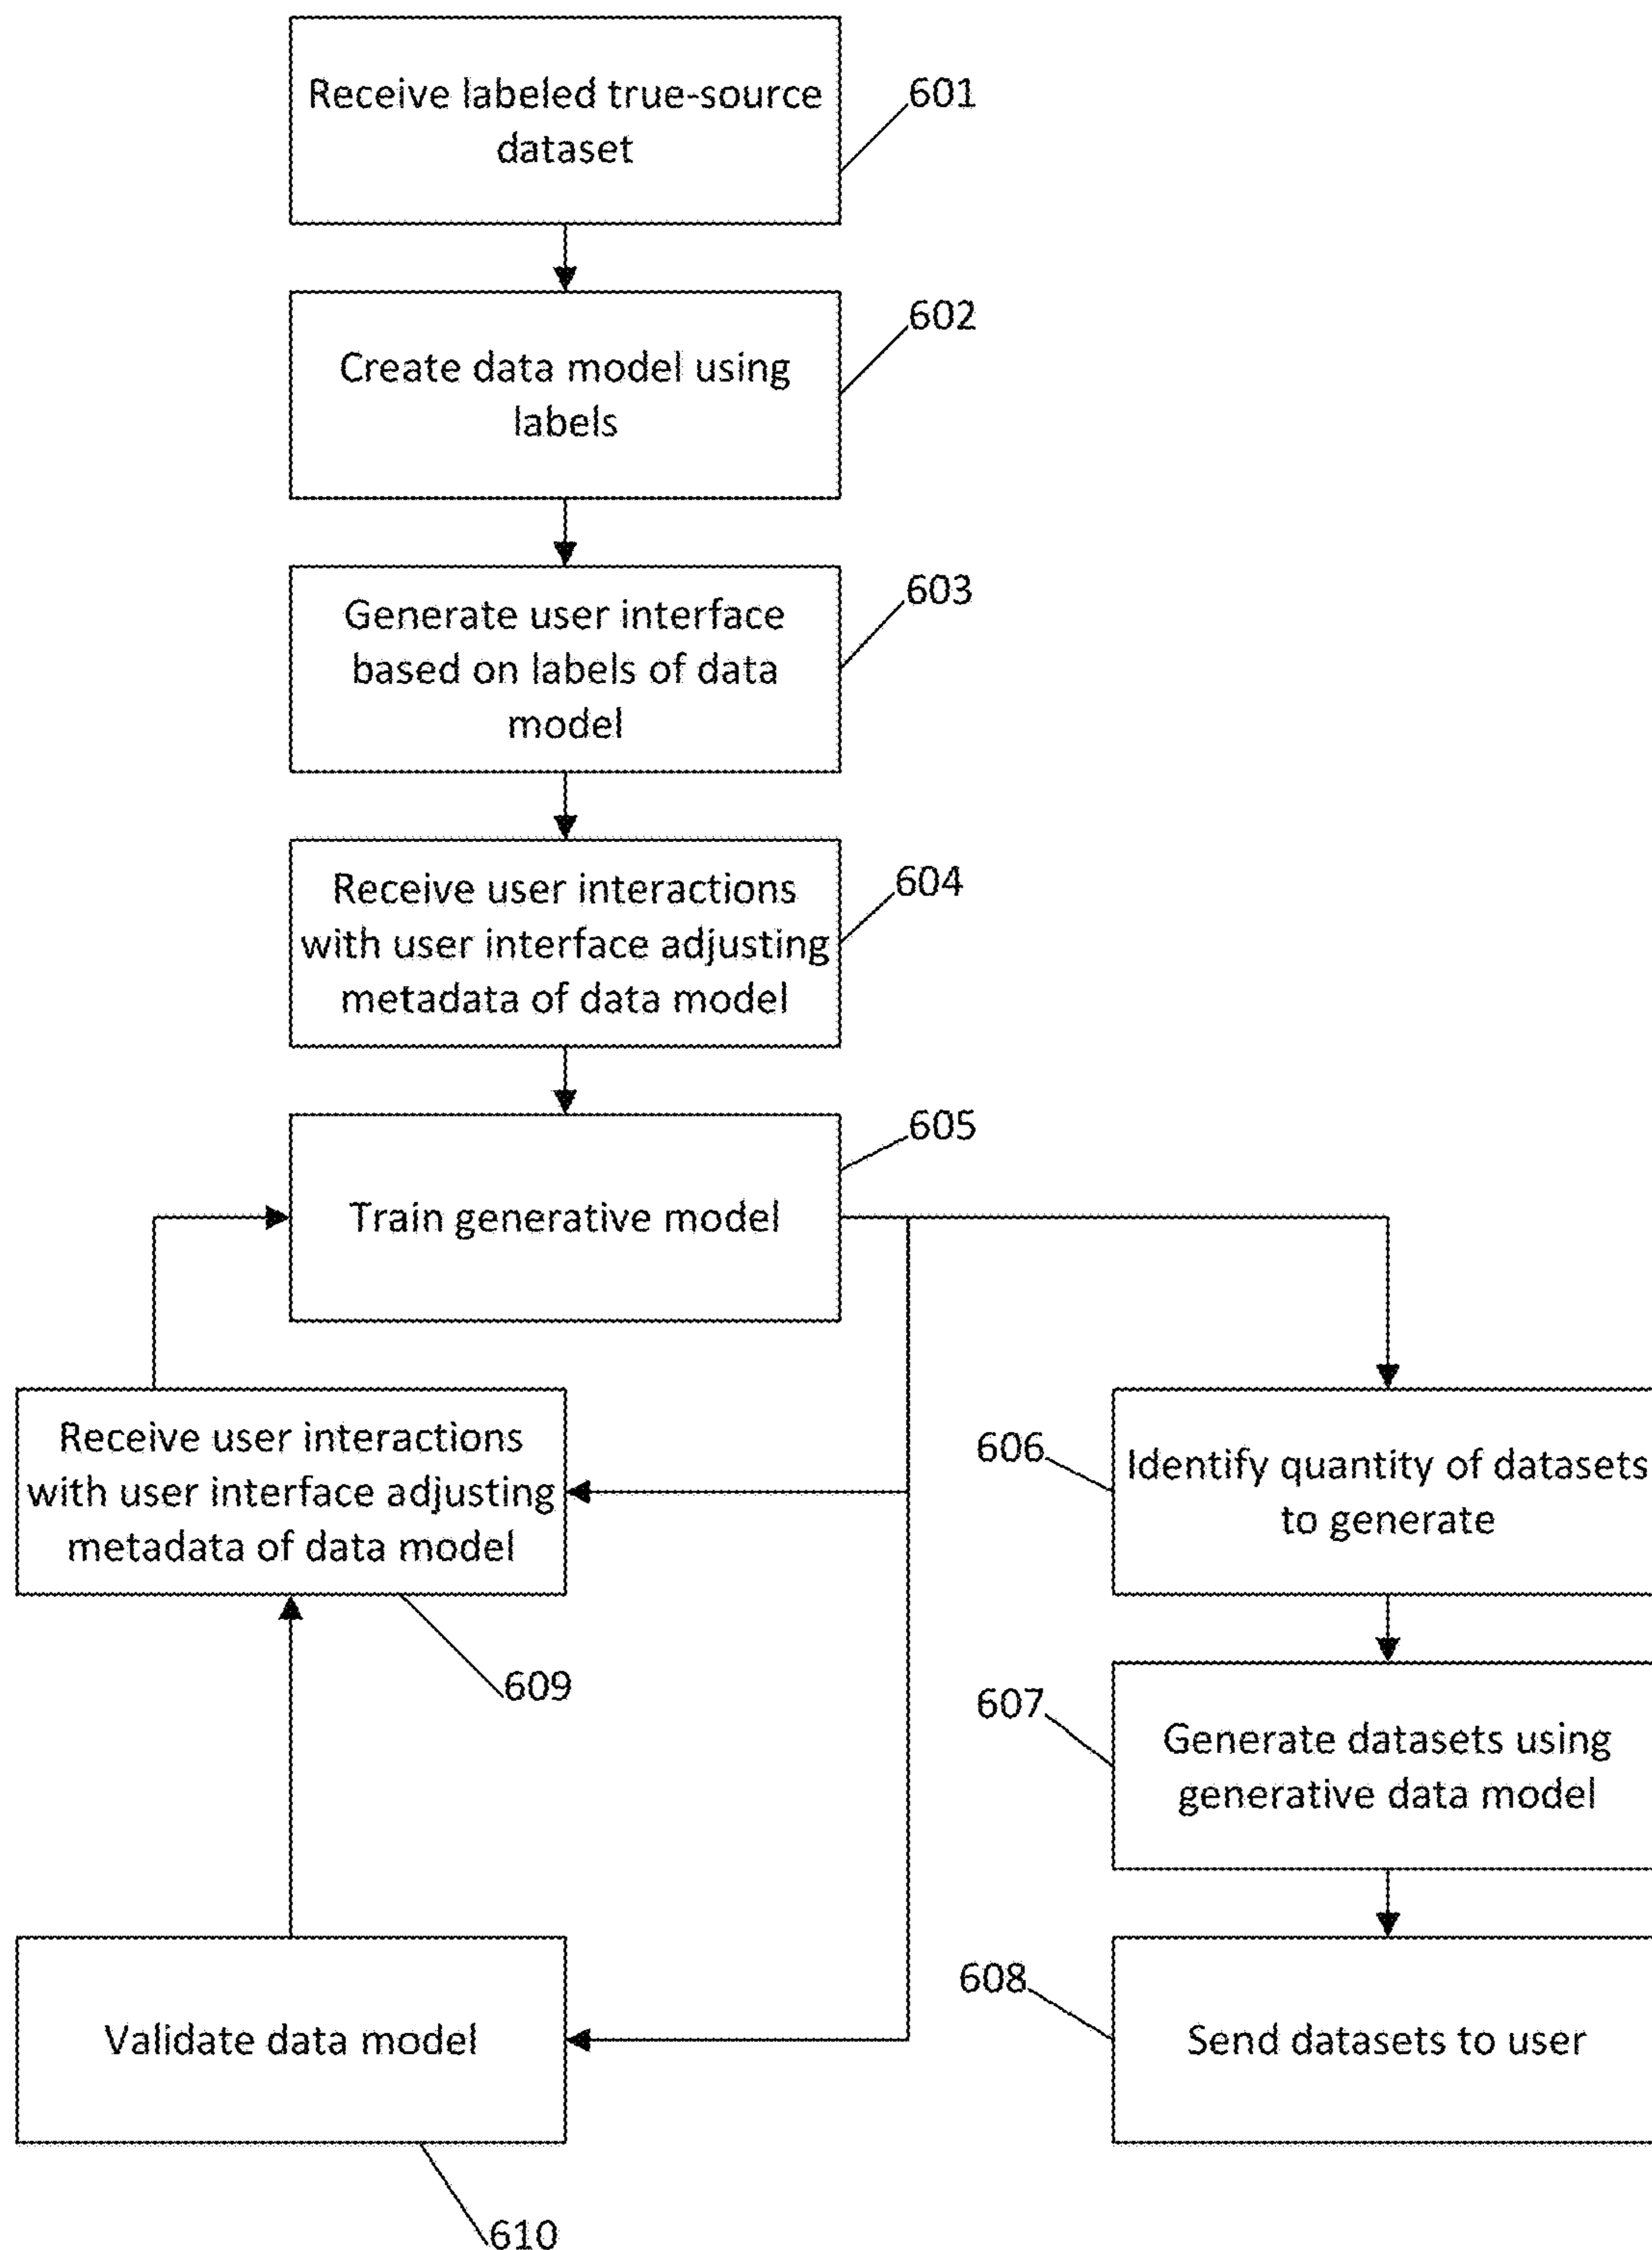 Receive labeled true-source
dataset
601
Create data model using
labels
602
Generate user interface
based on labels of data
model
603
Receive user interactions
with user interface adjusting
metadata of data model
604
Train generative model
605
Receive user interactions
with user interface adjusting
metadata of data model
609
606
Identify quantity of datasets
to generate
607
Generate datasets using
generative data model
Validate data model
610
608
Send datasets to user